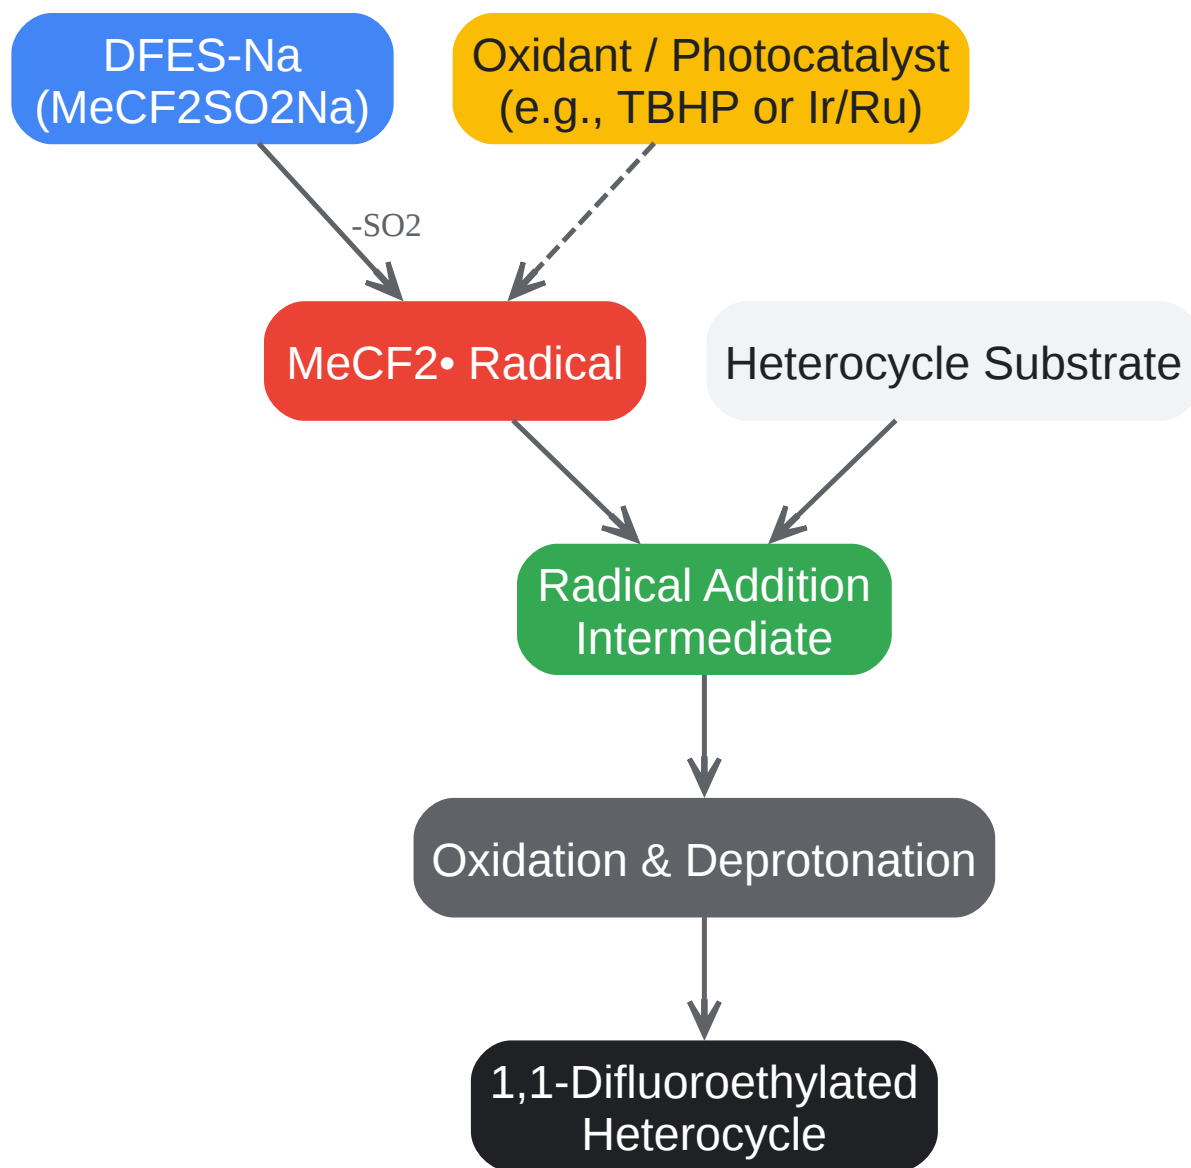 DFES-Na
(MeCF2SO2Na)
Oxidant / Photocatalyst
(e.g., TBHP or Ir/Ru)
-SO2
MeCF2• Radical
Heterocycle Substrate
Radical Addition
Intermediate
Oxidation & Deprotonation
1,1-Difluoroethylated
Heterocycle